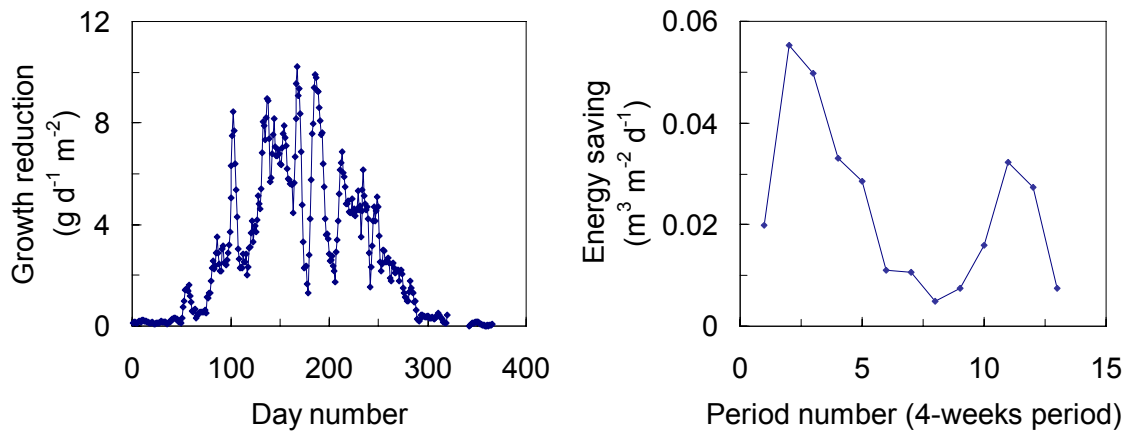 Growth reduction
(g d⁻¹ m⁻²)
12
8
4
0
0 100 200 300 400
Day number
Energy saving
(m³ m⁻² d⁻¹)
0.06
0.04
0.02
0
0 5 10 15
Period number (4-weeks period)